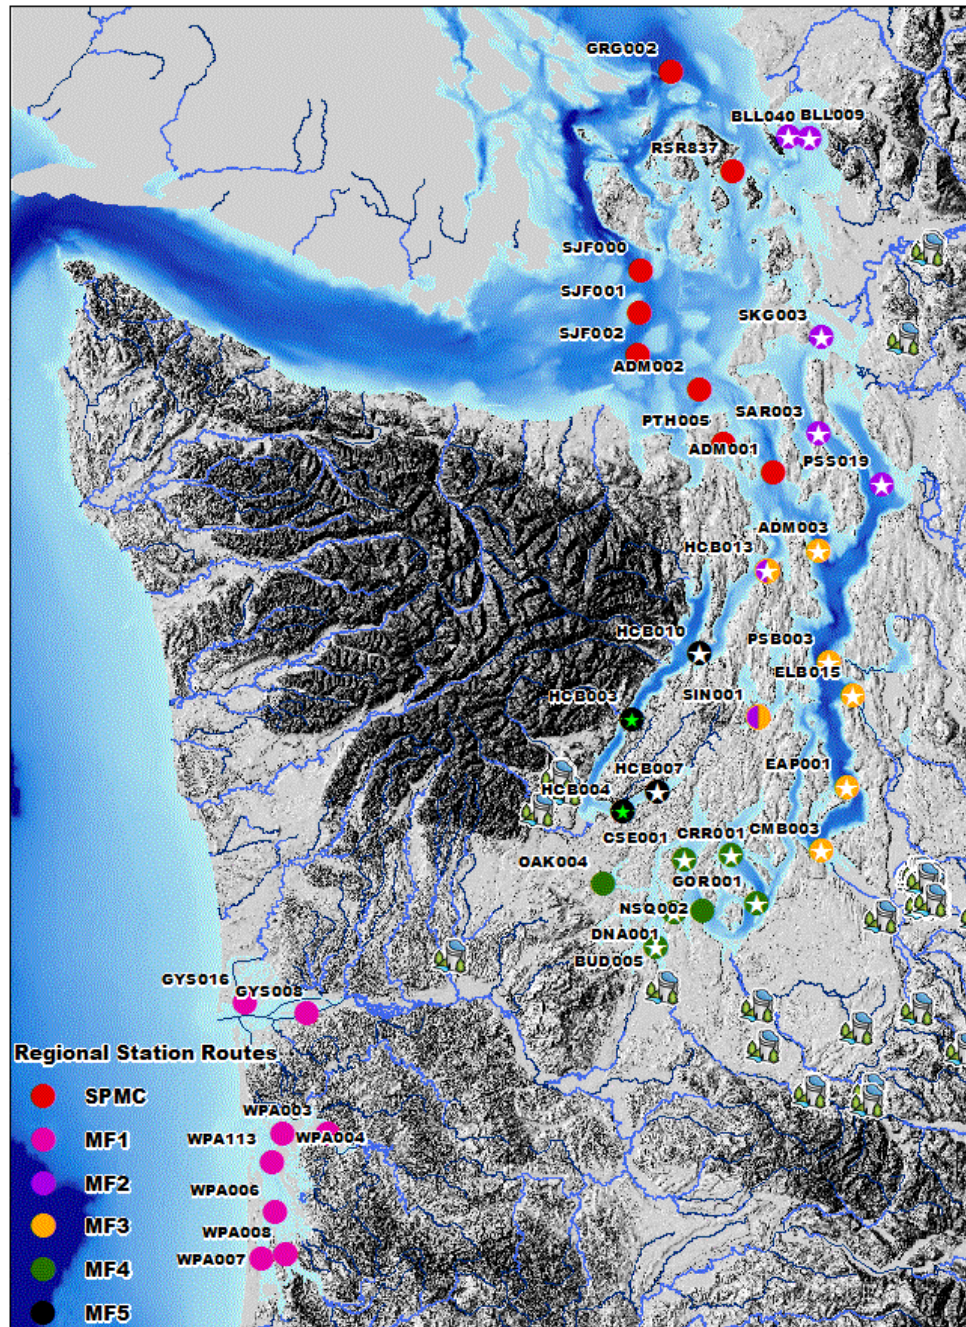 GRG002
BLL040 BLL009
RSR837
SJF000
SJF001
SKG003
SJF002
ADM002
SAR003
PTH005
ADM001
PSS019
ADM003
HCB013
HCB010
PSB003
ELB015
HCB003
SIN001
EAP001
HCB007
HCB004
CSE001
CRR001
CMB003
OAK004
GOR001
NSQ002
DNA001
BUD005
GYS016
GYS008
Regional Station Routes
SPMC
WPA003
MF1
WPA113
WPA004
MF2
WPA006
MF3
WPA008
WPA007
MF4
MF5